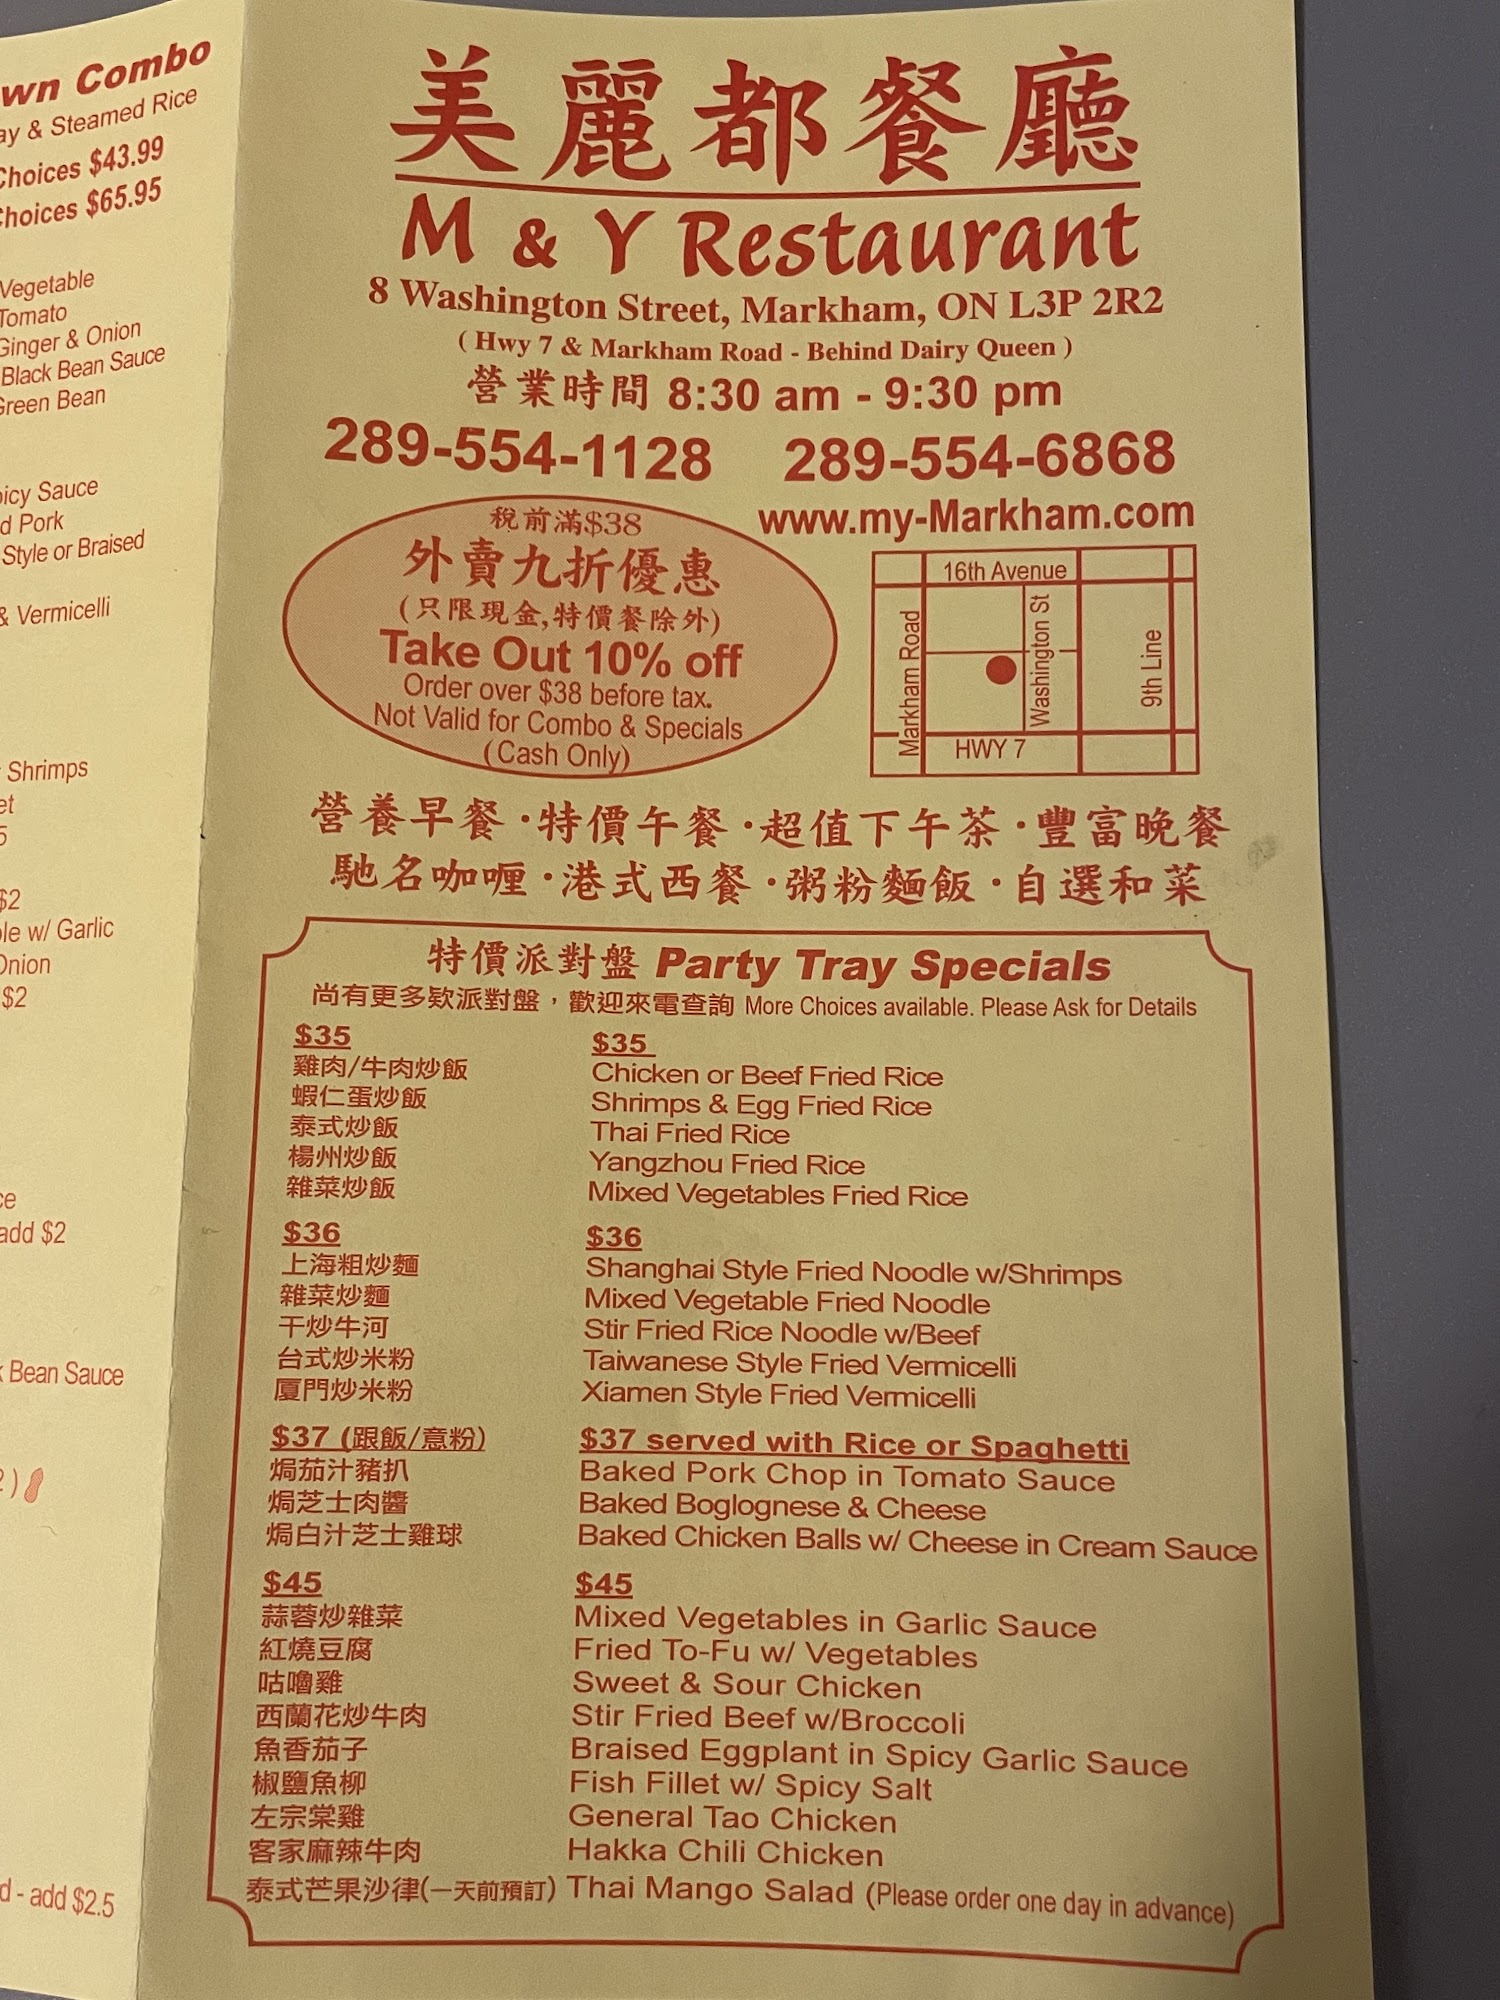 wn Combo
ay & Steamed Rice
Choices $43.99
Choices $65.95
Vegetable
Tomato
Ginger & Onion
Black Bean Sauce
Green Bean
icy Sauce
d Pork
Style or Braised
& Vermicelli
Shrimps
et
5
$2
le w/ Garlic
Onion
$2
ce
add $2
k Bean Sauce
2 )
d - add $2.5
美麗都餐廳
M & Y Restaurant
8 Washington Street, Markham, ON L3P 2R2
( Hwy 7 & Markham Road - Behind Dairy Queen )
營業時間 8:30 am - 9:30 pm
289-554-1128 289-554-6868
www.my-Markham.com
稅前滿$38
外賣九折優惠
(只限現金,特價餐除外)
Take Out 10% off
Order over $38 before tax.
Not Valid for Combo & Specials
(Cash Only)
16th Avenue
Markham Road
Washington St
9th Line
HWY 7
營養早餐·特價午餐·超值下午茶·豐富晚餐
馳名咖喱·港式西餐·粥粉麵飯·自選和菜
特價派對盤 Party Tray Specials
尚有更多欵派對盤，歡迎來電查詢 More Choices available. Please Ask for Details
$35 $35
雞肉/牛肉炒飯 Chicken or Beef Fried Rice
蝦仁蛋炒飯 Shrimps & Egg Fried Rice
泰式炒飯 Thai Fried Rice
楊州炒飯 Yangzhou Fried Rice
雜菜炒飯 Mixed Vegetables Fried Rice
$36 $36
上海粗炒麵 Shanghai Style Fried Noodle w/Shrimps
雜菜炒麵 Mixed Vegetable Fried Noodle
干炒牛河 Stir Fried Rice Noodle w/Beef
台式炒米粉 Taiwanese Style Fried Vermicelli
廈門炒米粉 Xiamen Style Fried Vermicelli
$37 (跟飯/意粉) $37 served with Rice or Spaghetti
焗茄汁豬扒 Baked Pork Chop in Tomato Sauce
焗芝士肉醬 Baked Boglognese & Cheese
焗白汁芝士雞球 Baked Chicken Balls w/ Cheese in Cream Sauce
$45 $45
蒜蓉炒雜菜 Mixed Vegetables in Garlic Sauce
紅燒豆腐 Fried To-Fu w/ Vegetables
咕嚕雞 Sweet & Sour Chicken
西蘭花炒牛肉 Stir Fried Beef w/Broccoli
魚香茄子 Braised Eggplant in Spicy Garlic Sauce
椒鹽魚柳 Fish Fillet w/ Spicy Salt
左宗棠雞 General Tao Chicken
客家麻辣牛肉 Hakka Chili Chicken
泰式芒果沙律(一天前預訂) Thai Mango Salad (Please order one day in advance)